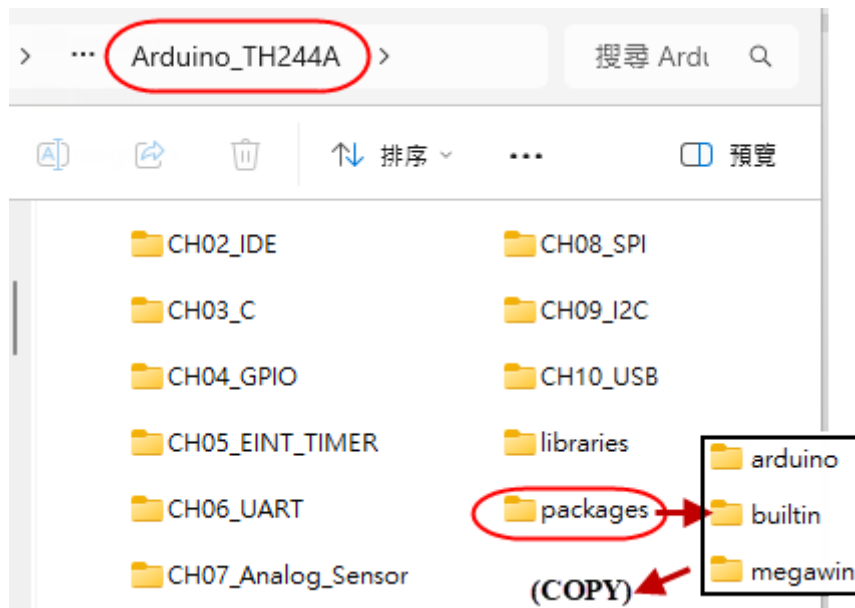 Arduino_TH244A
搜尋 Ardu
排序
預覽
CH02_IDE
CH03_C
CH04_GPIO
CH05_EINT_TIMER
CH06_UART
CH07_Analog_Sensor
CH08_SPI
CH09_I2C
CH10_USB
libraries
packages
arduino
builtin
megawin
(COPY)